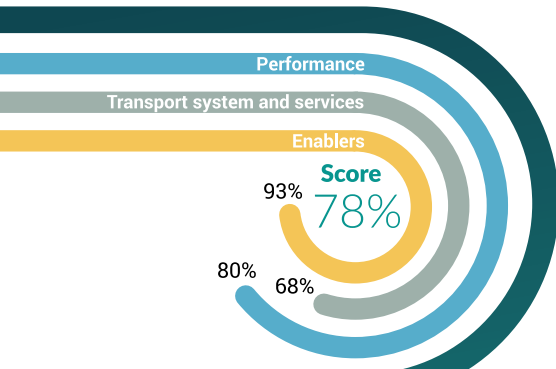 Performance
Transport system and services
Enablers
Score
93%
78%
80%
68%